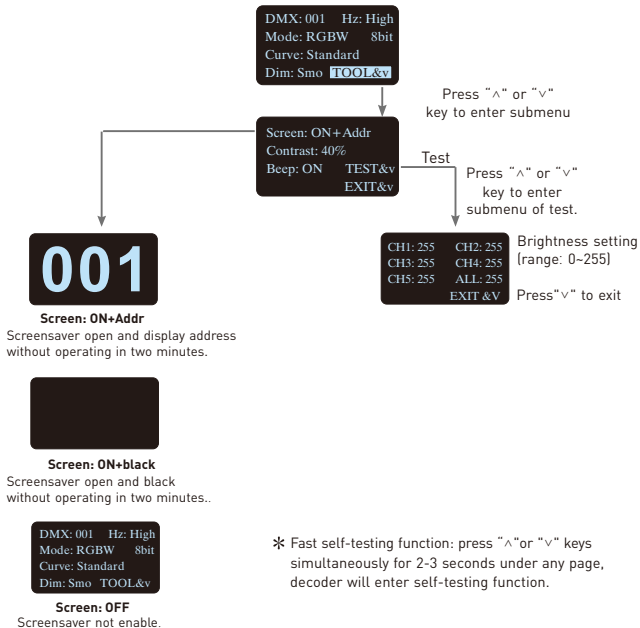 DMX: 001 Hz: High
Mode: RGBW 8bit
Curve: Standard
Dim: Smo TOOL&v
Press "∧" or "∨"
key to enter submenu
Screen: ON+Addr
Contrast: 40%
Beep: ON TEST&v
EXIT&v
Test
Press "∧" or "∨"
key to enter
submenu of test.
001
CH1: 255 CH2: 255
CH3: 255 CH4: 255
CH5: 255 ALL: 255
EXIT &V
Brightness setting
(range: 0~255)
Press"∨" to exit
Screen: ON+Addr
Screensaver open and display address
without operating in two minutes.
Screen: ON+black
Screensaver open and black
without operating in two minutes..
DMX: 001 Hz: High
Mode: RGBW 8bit
Curve: Standard
Dim: Smo TOOL&v
Screen: OFF
Screensaver not enable.
✻ Fast self-testing function: press "∧"or "∨" keys
simultaneously for 2-3 seconds under any page,
decoder will enter self-testing function.